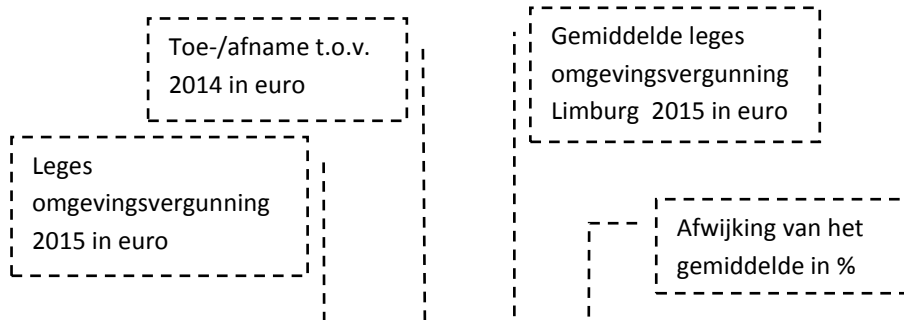 Toe-/afname t.o.v.
2014 in euro
Gemiddelde leges
omgevingsvergunning
Limburg 2015 in euro
Leges
omgevingsvergunning
2015 in euro
Afwijking van het
gemiddelde in %